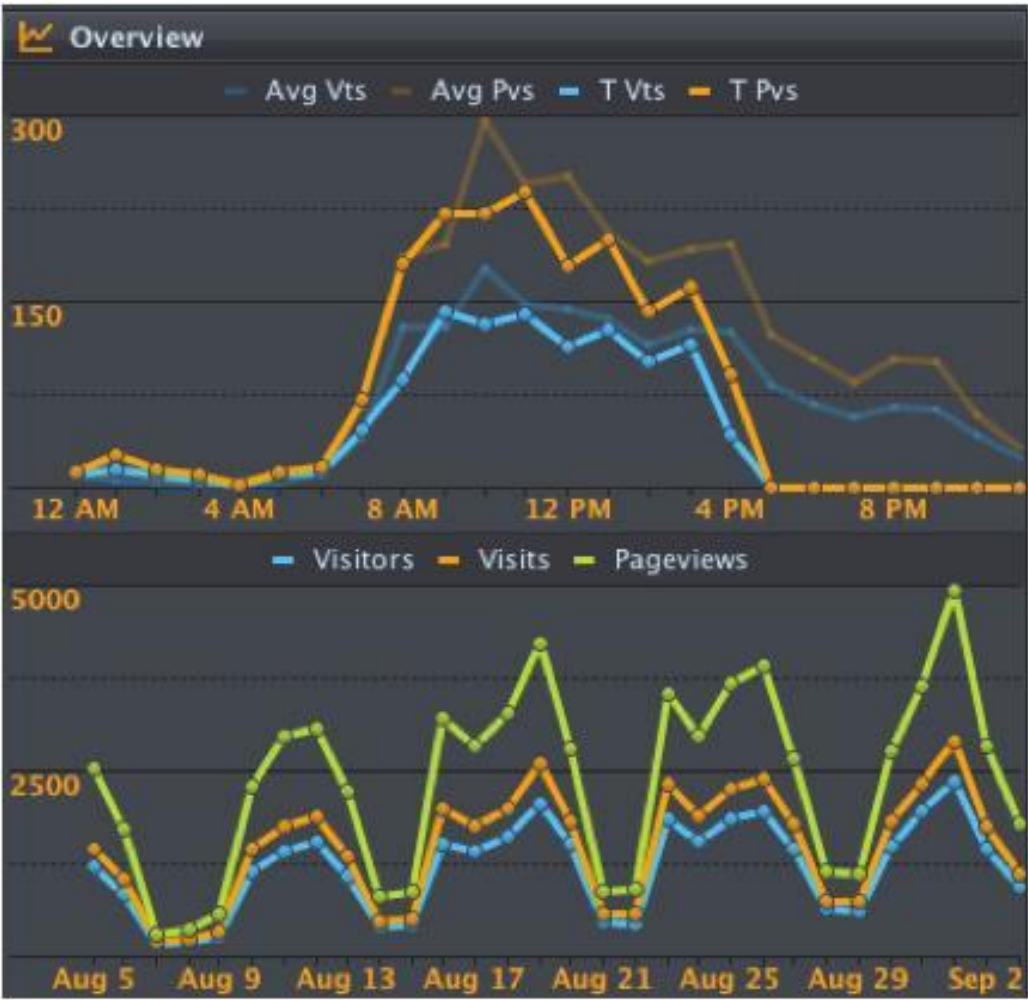 Overview
Avg Vts Avg Pvs T Vts T Pvs
300
150
12 AM 4 AM 8 AM 12 PM 4 PM 8 PM
Visitors Visits Pageviews
5000
2500
Aug 5 Aug 9 Aug 13 Aug 17 Aug 21 Aug 25 Aug 29 Sep 2